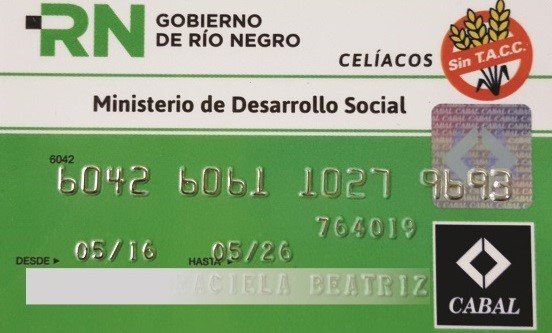 RN GOBIERNO
DE RÍO NEGRO
CELÍACOS
Sin T.A.C.C.
Ministerio de Desarrollo Social
6042
6042 6061 1027 9693
764019
DESDE 05/16 HASTA 05/26
RACIELA BEATRIZ
CABAL